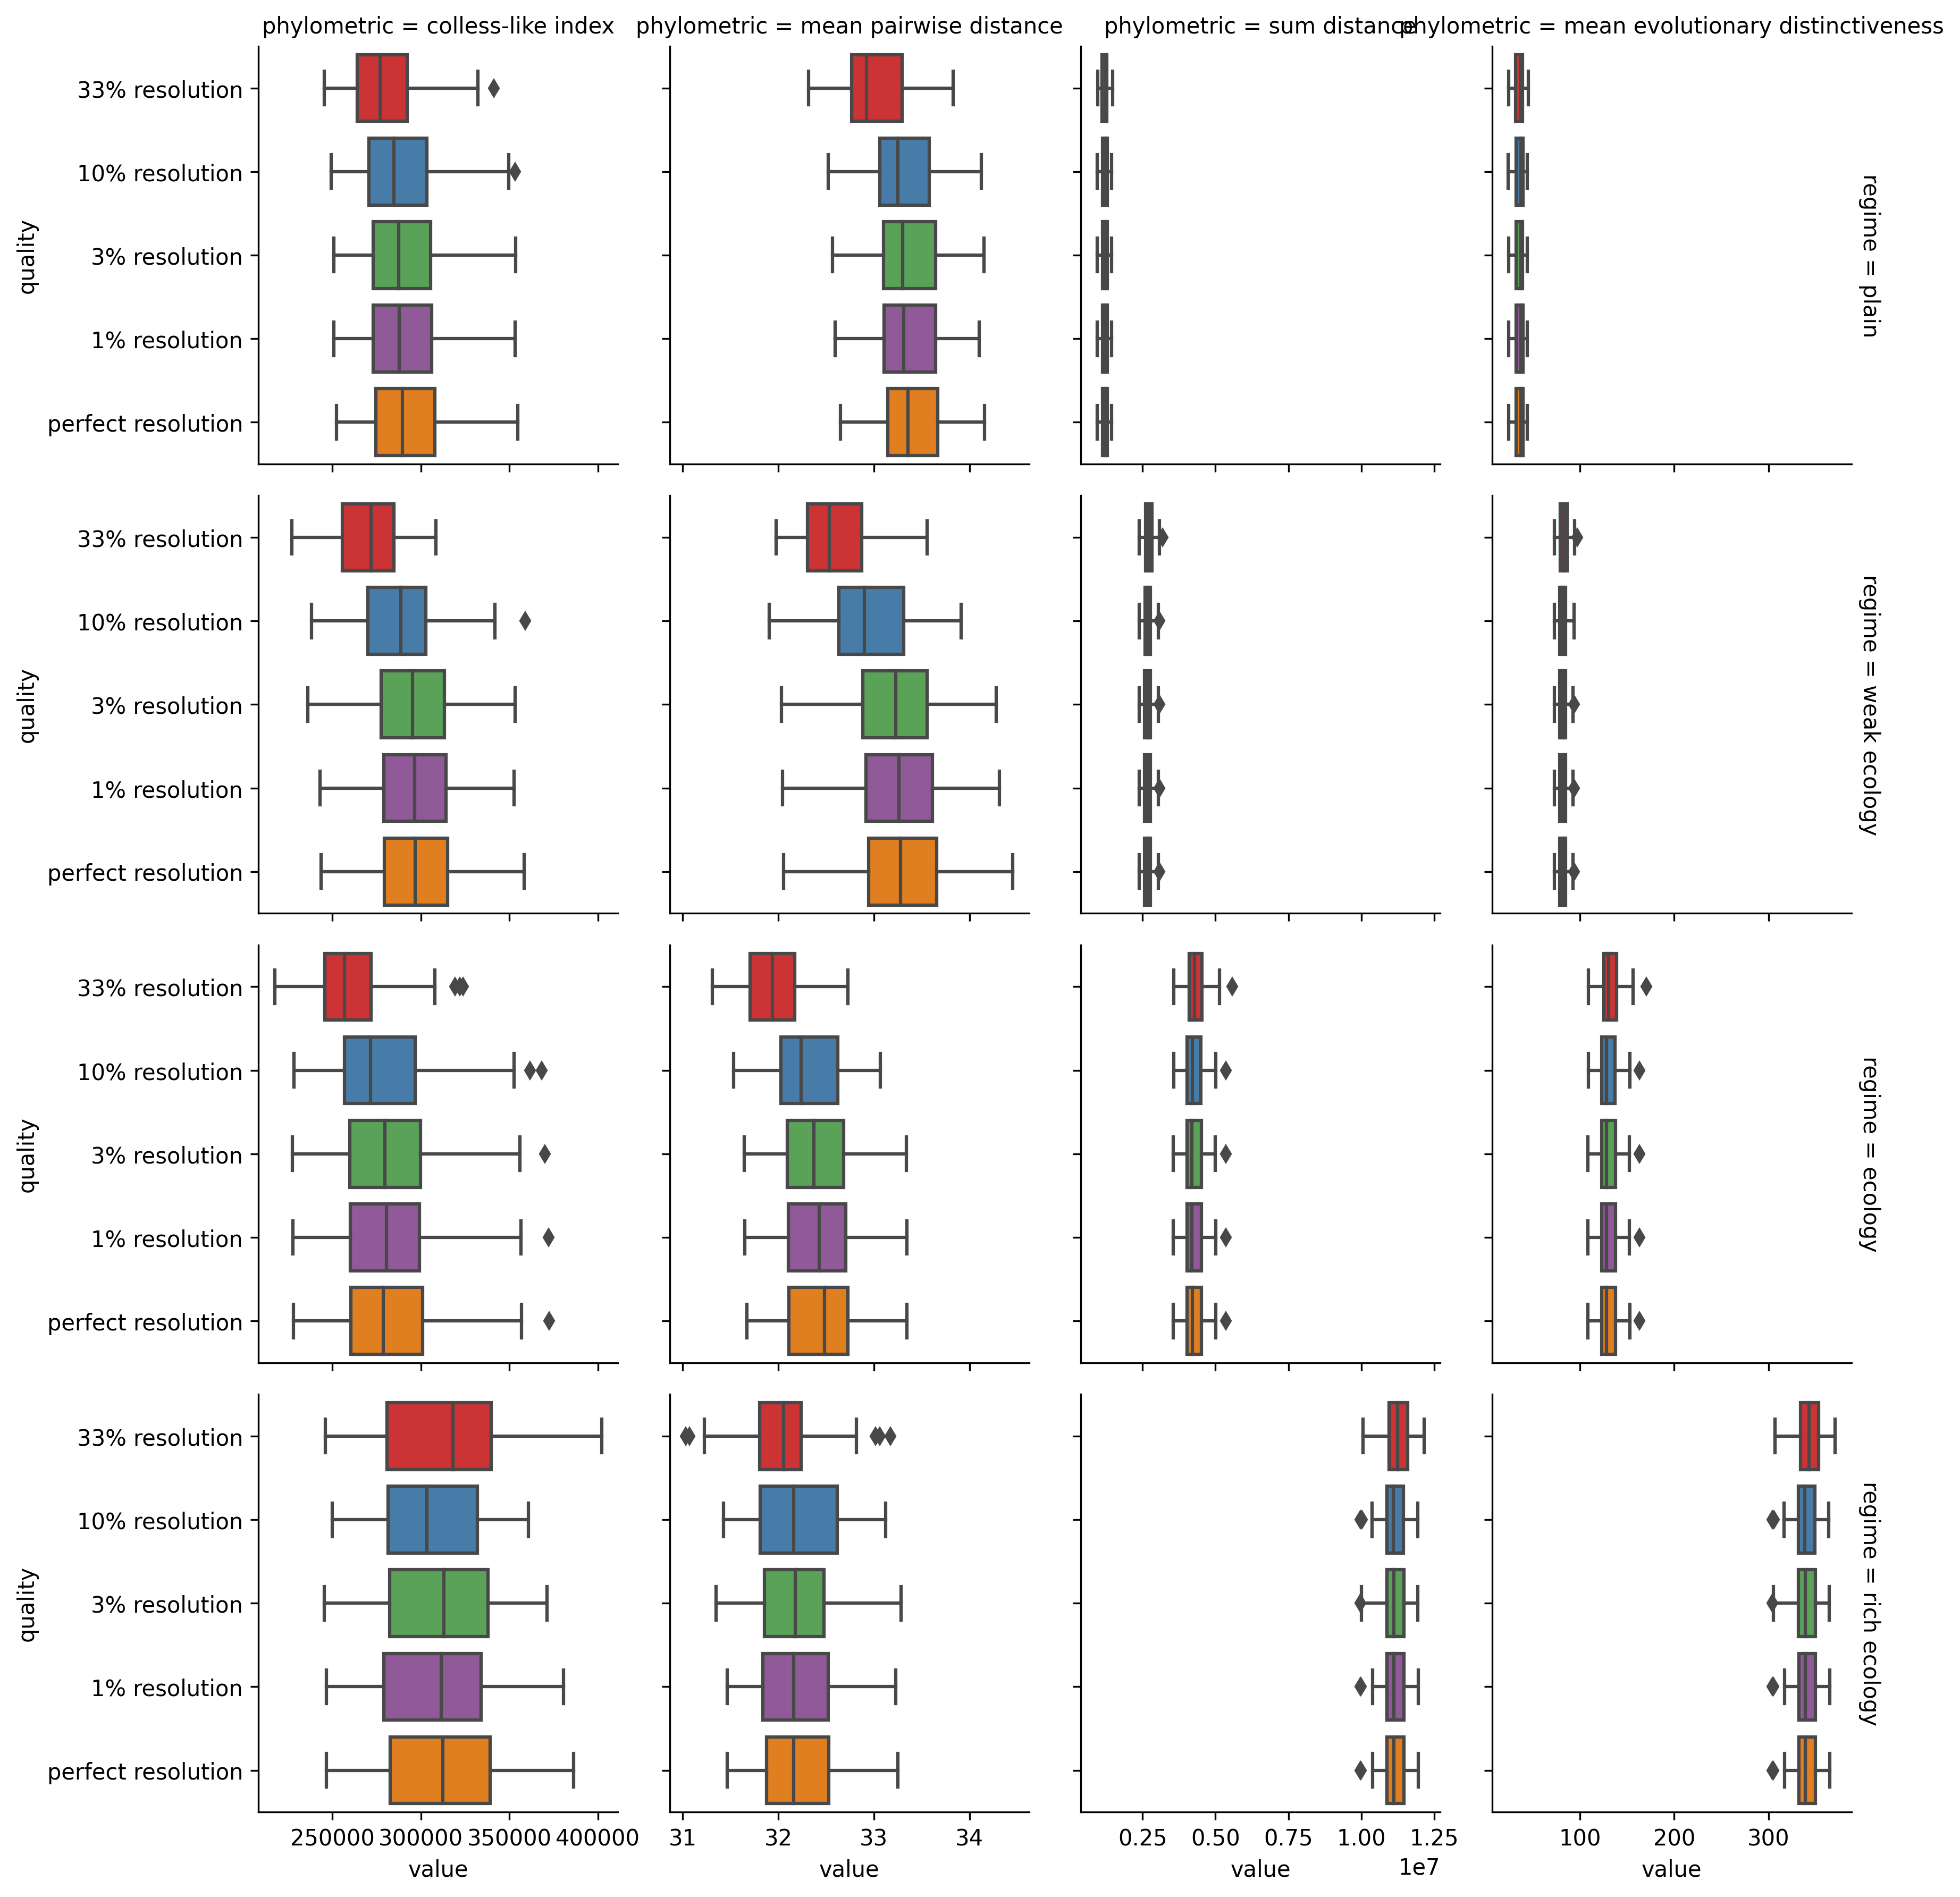 phylometric = colless-like index
phylometric = mean pairwise distance
phylometric = sum distance
phylometric = mean evolutionary distinctiveness
33% resolution
10% resolution
3% resolution
1% resolution
perfect resolution
quality
regime = plain
33% resolution
10% resolution
3% resolution
1% resolution
perfect resolution
quality
regime = weak ecology
33% resolution
10% resolution
3% resolution
1% resolution
perfect resolution
quality
regime = ecology
33% resolution
10% resolution
3% resolution
1% resolution
perfect resolution
quality
regime = rich ecology
250000 300000 350000 400000
value
31 32 33 34
value
0.25 0.50 0.75 1.00 1.25
1e7
value
100 200 300
value